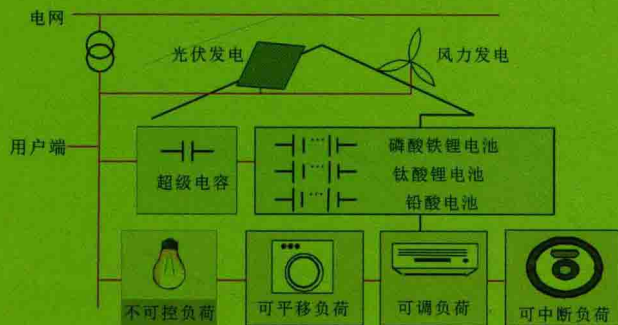 电网
光伏发电
风力发电
用户端
超级电容
磷酸铁锂电池
钛酸锂电池
铅酸电池
不可控负荷
可平移负荷
可调负荷
可中断负荷